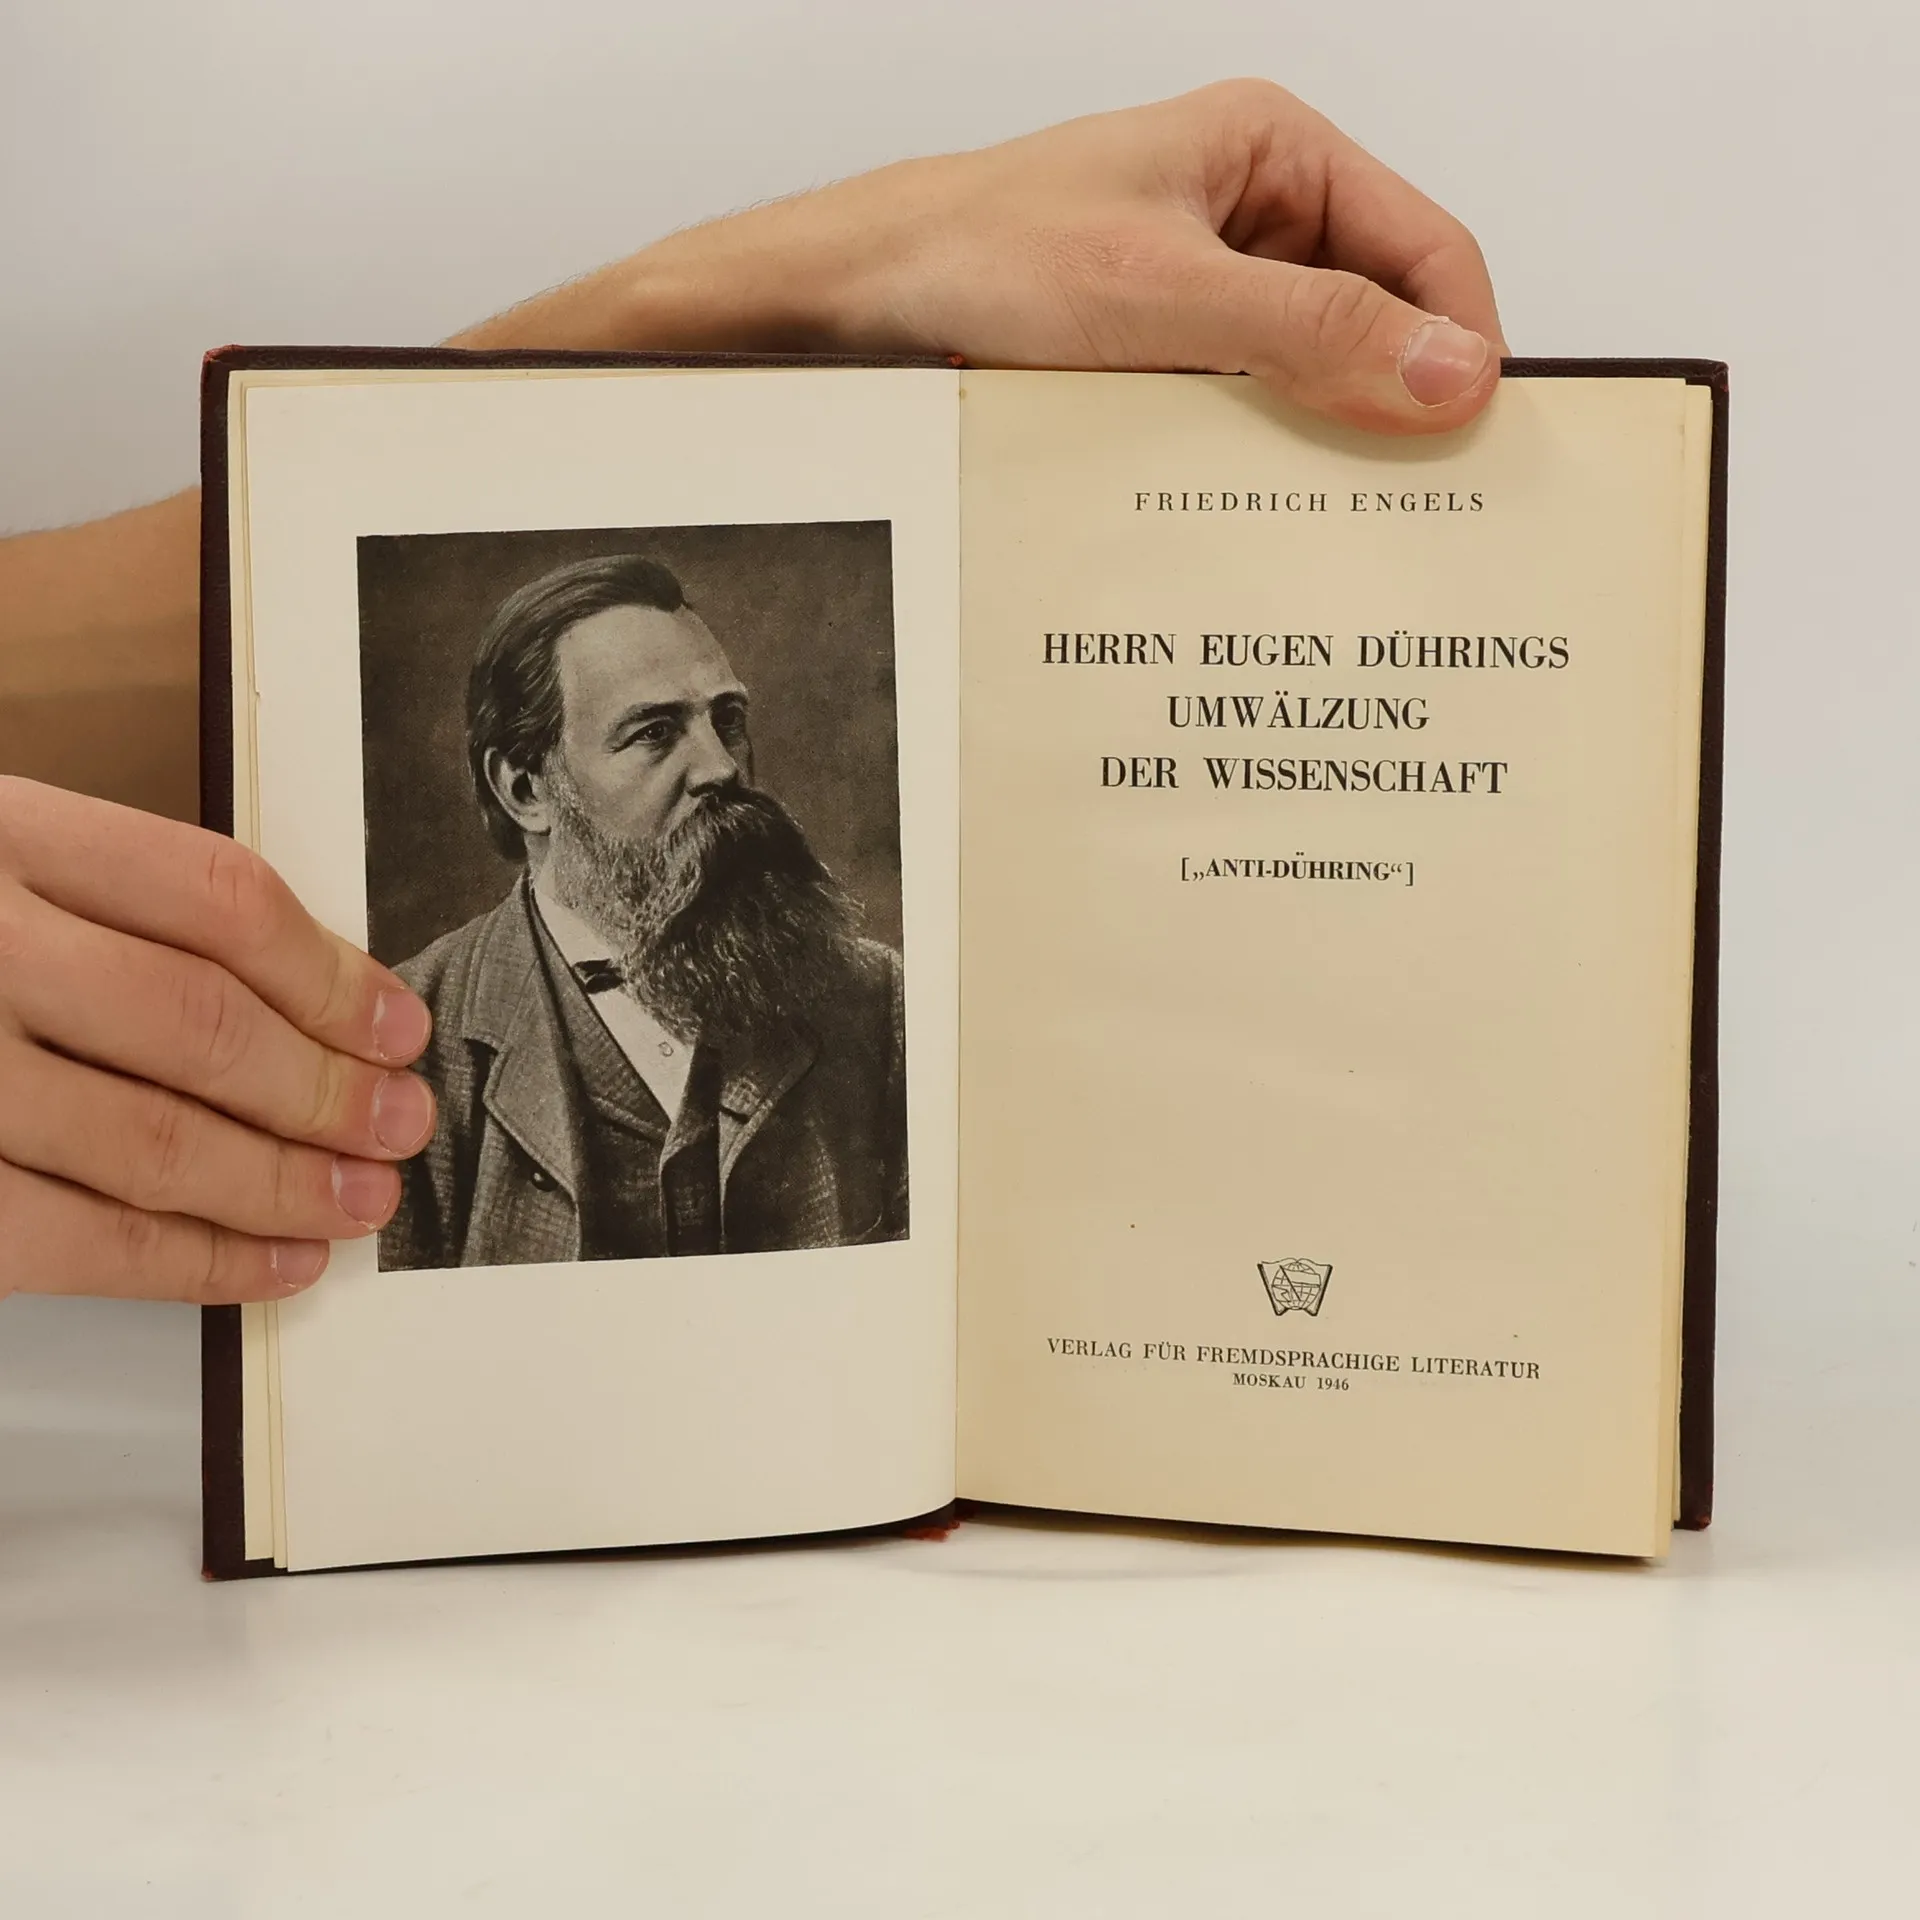 FRIEDRICH ENGELS
HERRN EUGEN DÜHRINGS
UMWÄLZUNG
DER WISSENSCHAFT
[„ANTI-DÜHRING“]
VERLAG FÜR FREMDSPRACHIGE LITERATUR
MOSKAU 1946